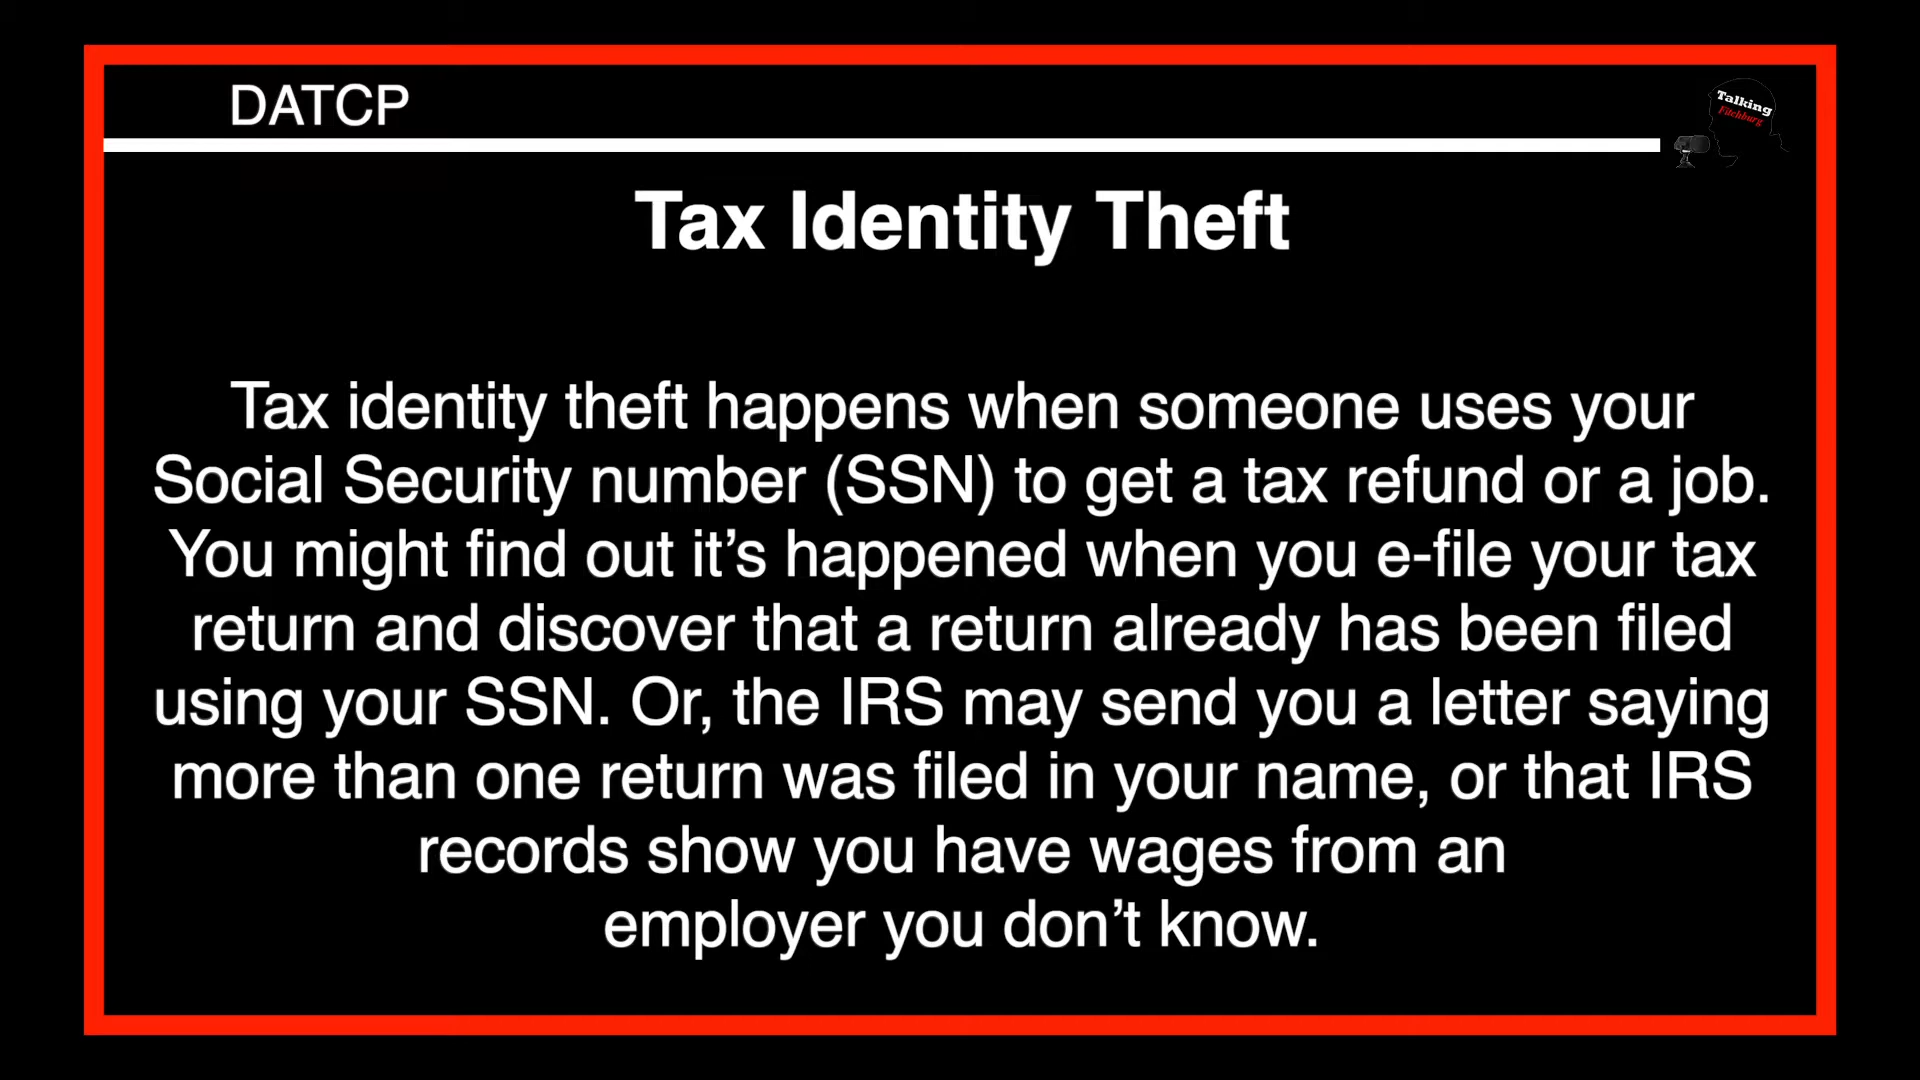 DATCP
Talking
Fitchburg
Tax Identity Theft
Tax identity theft happens when someone uses your
Social Security number (SSN) to get a tax refund or a job.
You might find out it’s happened when you e-file your tax
return and discover that a return already has been filed
using your SSN. Or, the IRS may send you a letter saying
more than one return was filed in your name, or that IRS
records show you have wages from an
employer you don’t know.